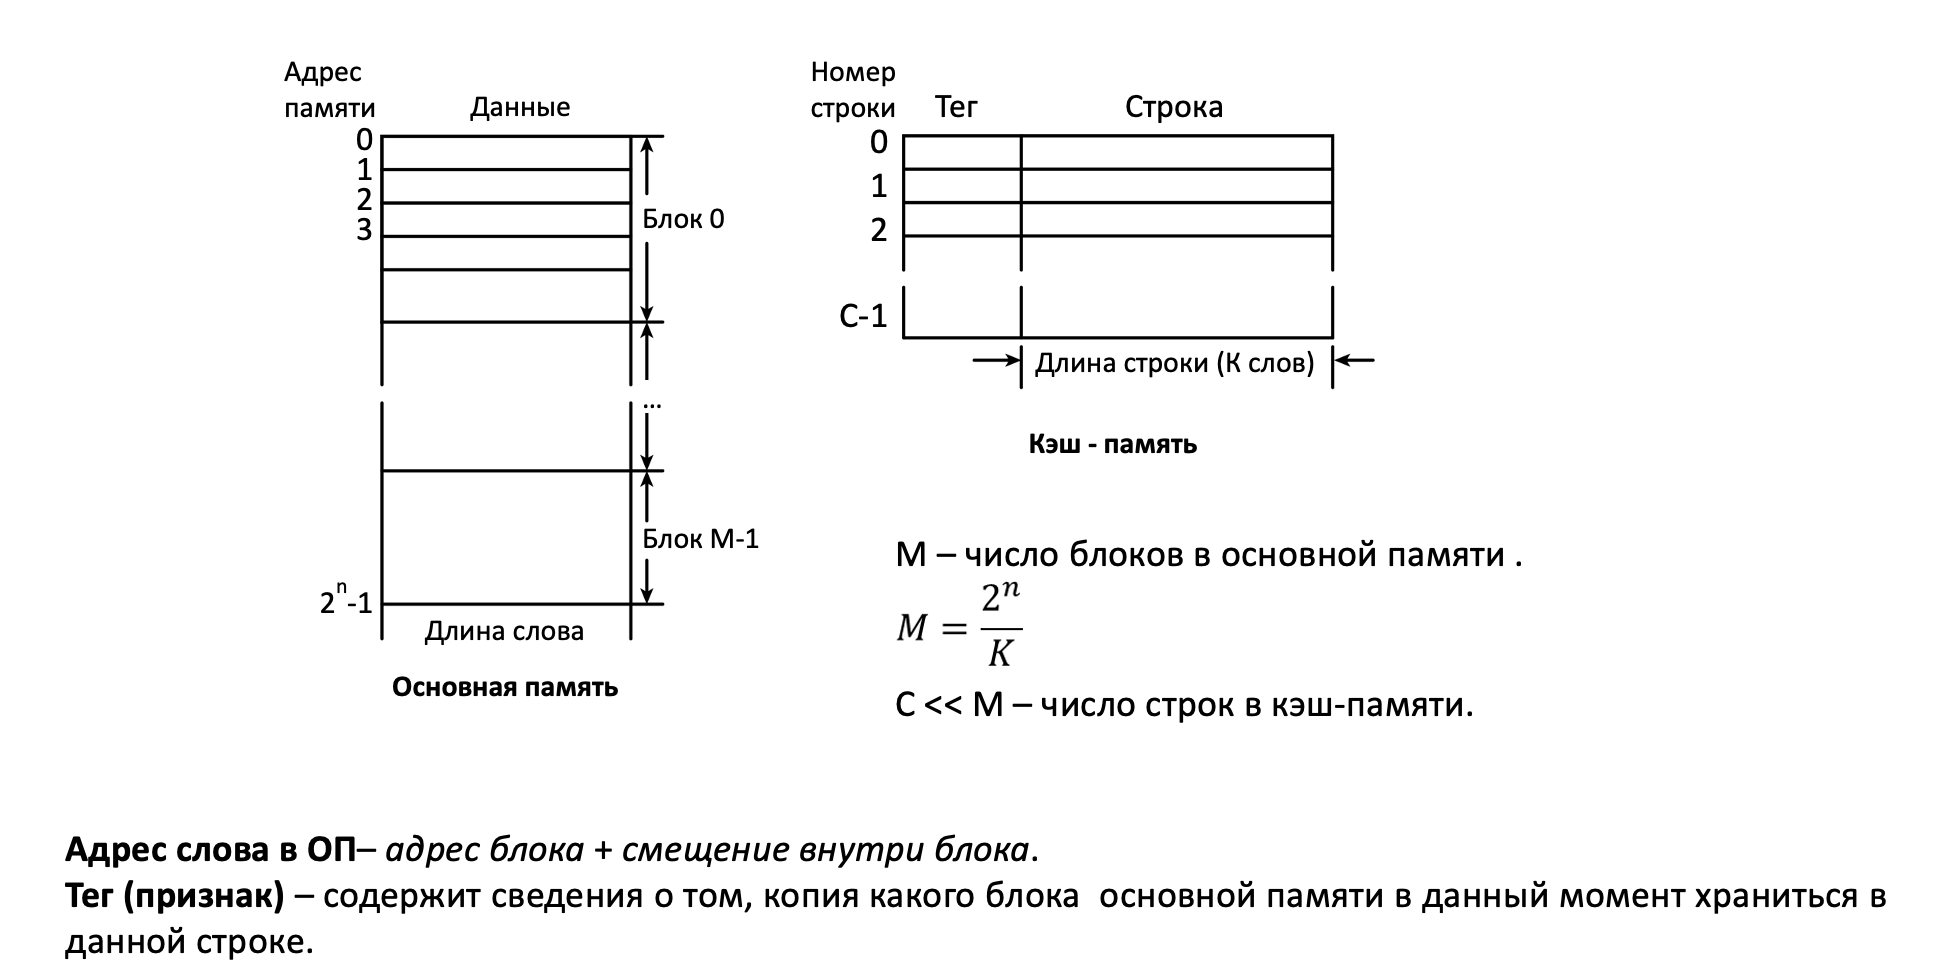 Адрес
памяти
Данные
0
1
2
3
Блок 0
...
Блок М-1
2ⁿ-1
Длина слова
Основная память
Номер
строки
Тег
Строка
0
1
2
С-1
Длина строки (К слов)
Кэш - память
М – число блоков в основной памяти .
M = 2ⁿ / K
С << М – число строк в кэш-памяти.
Адрес слова в ОП– адрес блока + смещение внутри блока.
Тег (признак) – содержит сведения о том, копия какого блока основной памяти в данный момент храниться в
данной строке.